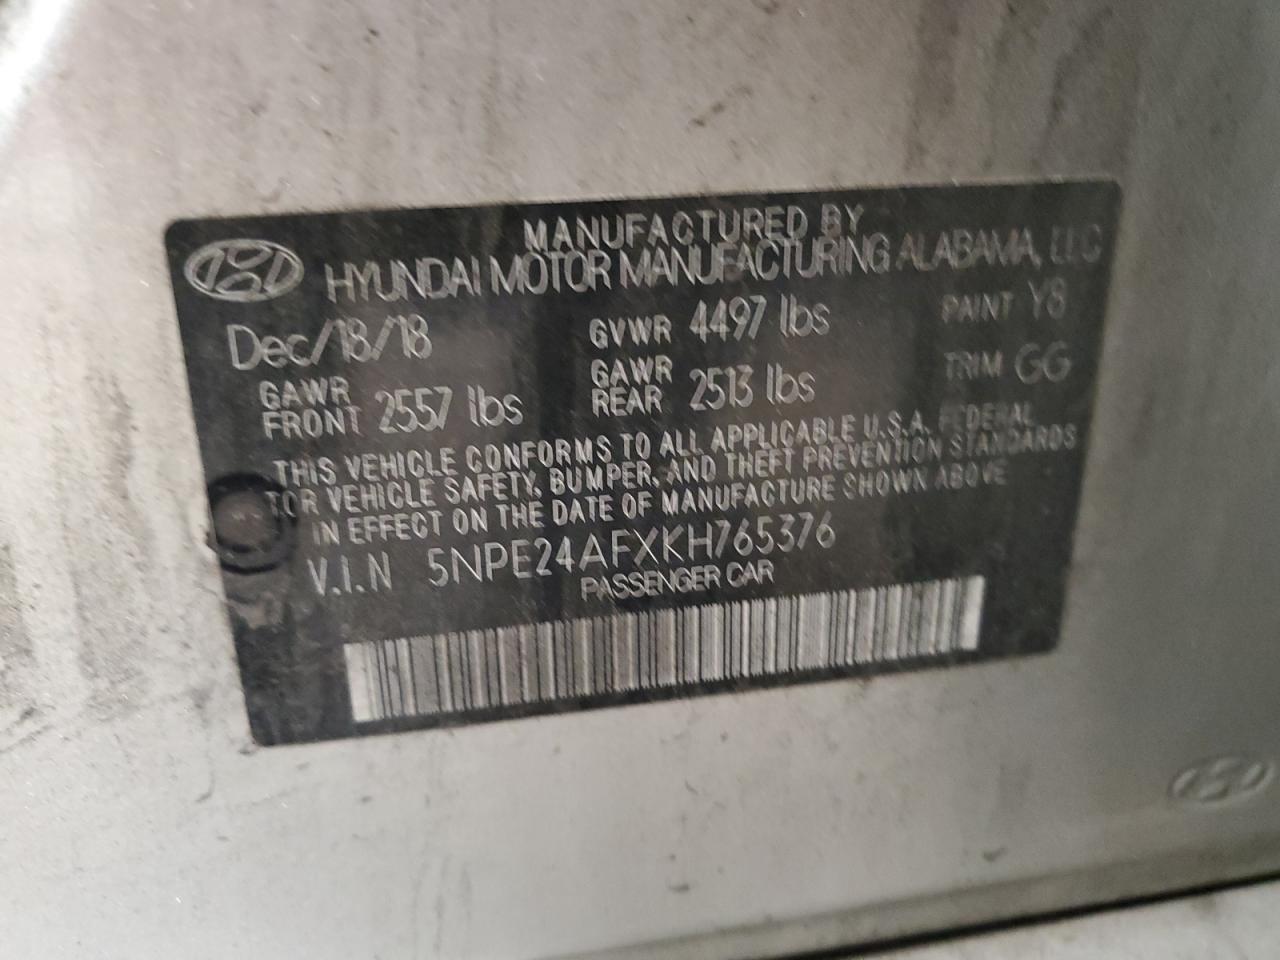 MANUFACTURED BY
HYUNDAI MOTOR MANUFACTURING ALABAMA, LLC
Dec/18/18 GVWR 4497 lbs PAINT Y8
GAWR FRONT 2557 lbs GAWR REAR 2513 lbs TRIM GG
THIS VEHICLE CONFORMS TO ALL APPLICABLE U.S.A. FEDERAL
TOR VEHICLE SAFETY, BUMPER, AND THEFT PREVENTION STANDARDS
IN EFFECT ON THE DATE OF MANUFACTURE SHOWN ABOVE
V.I.N 5NPE24AFXKH765376
PASSENGER CAR